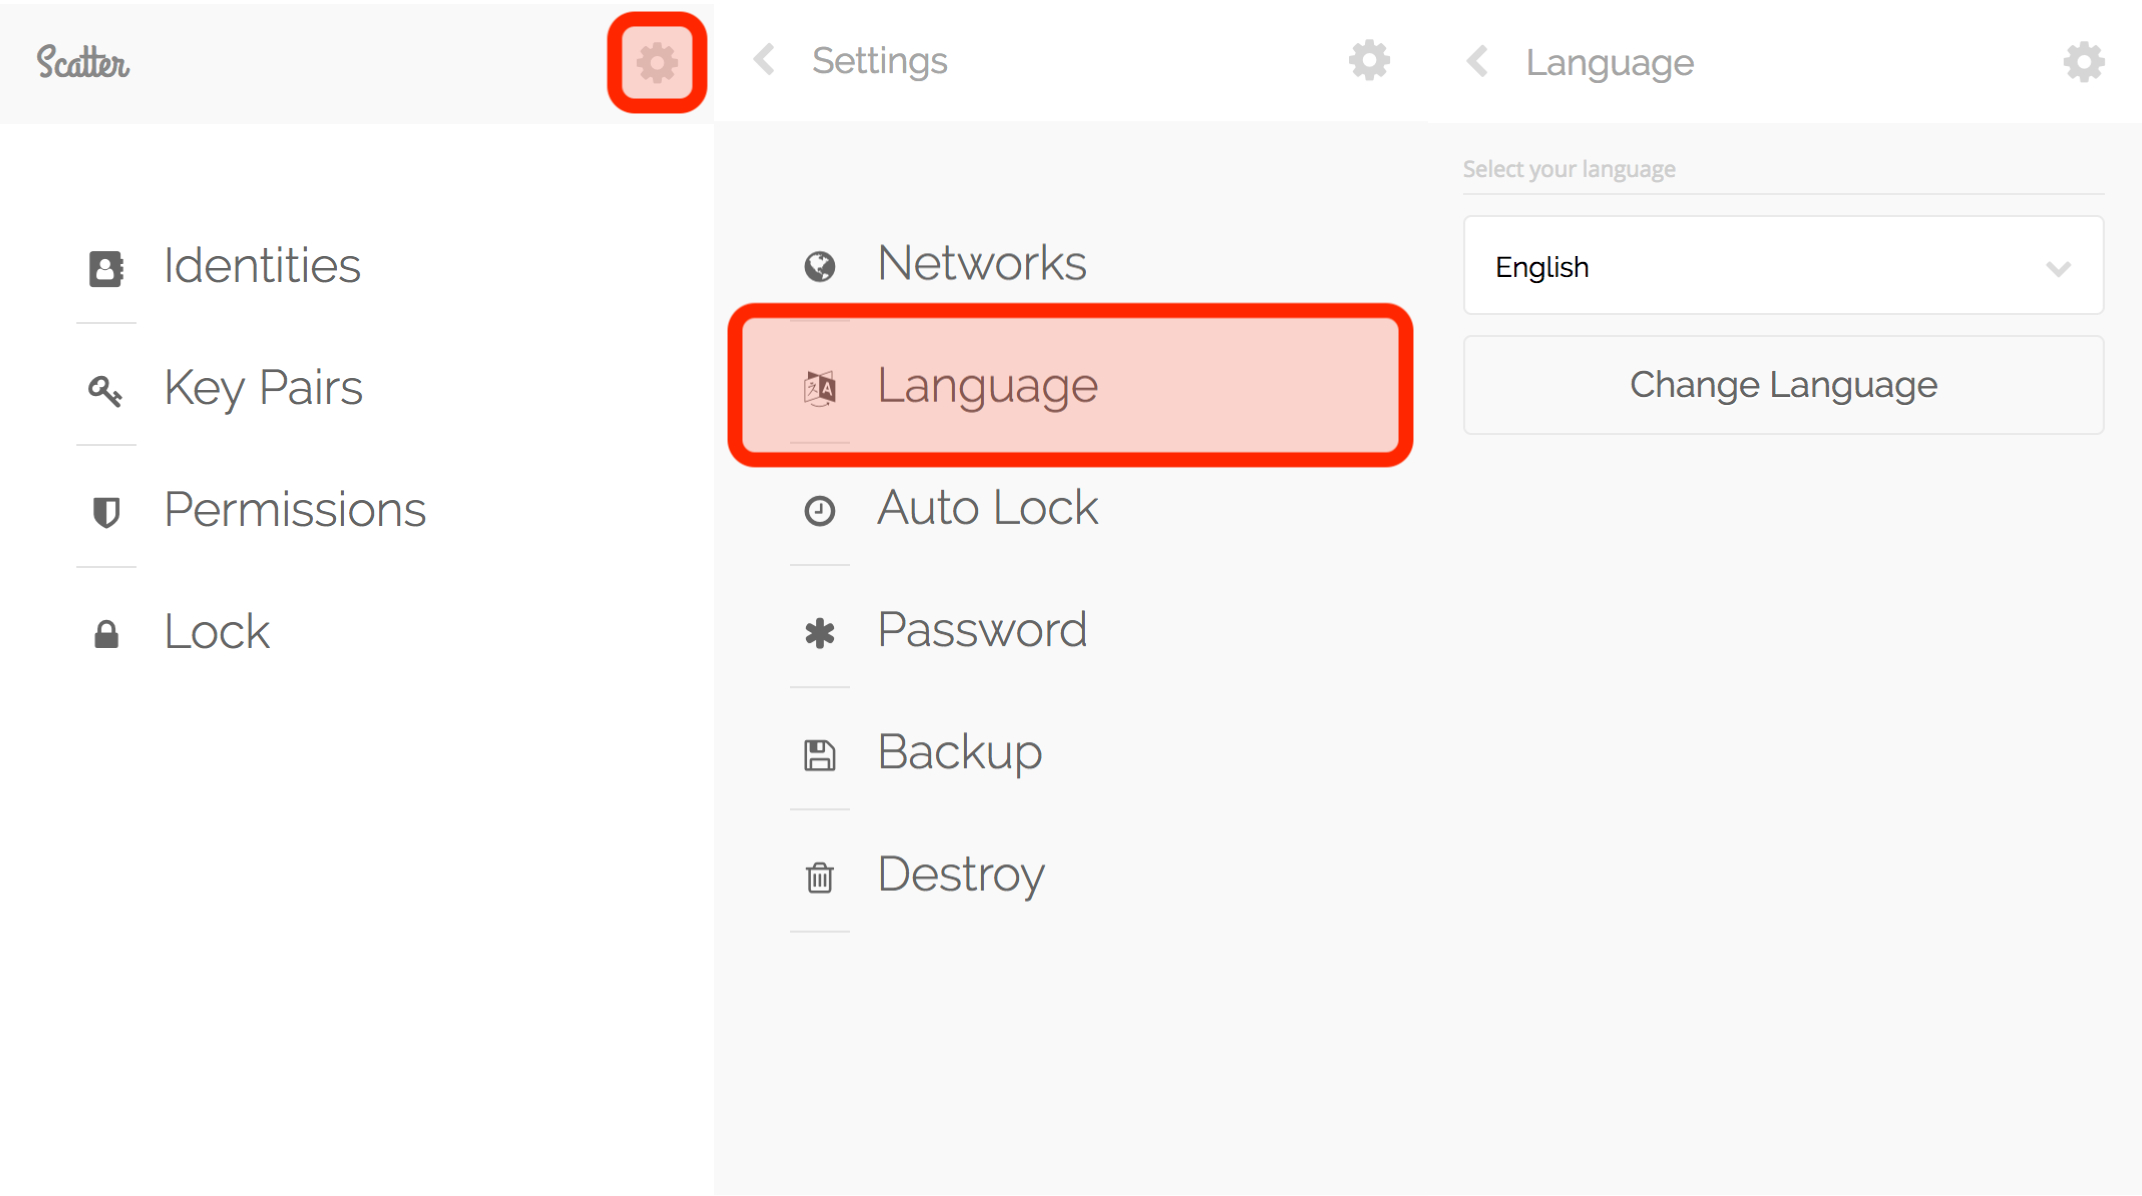 Scatter
Identities
Key Pairs
Permissions
Lock
Settings
Networks
Language
Auto Lock
Password
Backup
Destroy
Language
Select your language
English
Change Language